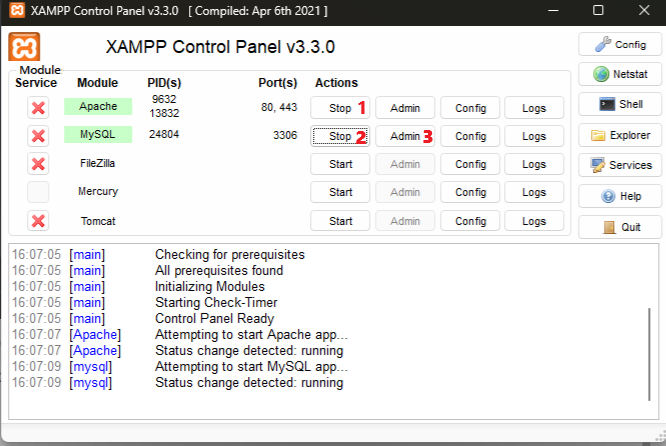 XAMPP Control Panel v3.3.0 [ Compiled: Apr 6th 2021 ]
XAMPP Control Panel v3.3.0
Config
Module
Service Module PID(s) Port(s) Actions
Netstat
Apache 9632 13832 80, 443 Stop 1 Admin Config Logs
Shell
MySQL 24804 3306 Stop 2 Admin 3 Config Logs
Explorer
FileZilla Start Admin Config Logs
Services
Mercury Start Admin Config Logs
Help
Tomcat Start Admin Config Logs
Quit
16:07:05 [main] Checking for prerequisites
16:07:05 [main] All prerequisites found
16:07:05 [main] Initializing Modules
16:07:05 [main] Starting Check-Timer
16:07:05 [main] Control Panel Ready
16:07:07 [Apache] Attempting to start Apache app...
16:07:07 [Apache] Status change detected: running
16:07:09 [mysql] Attempting to start MySQL app...
16:07:09 [mysql] Status change detected: running